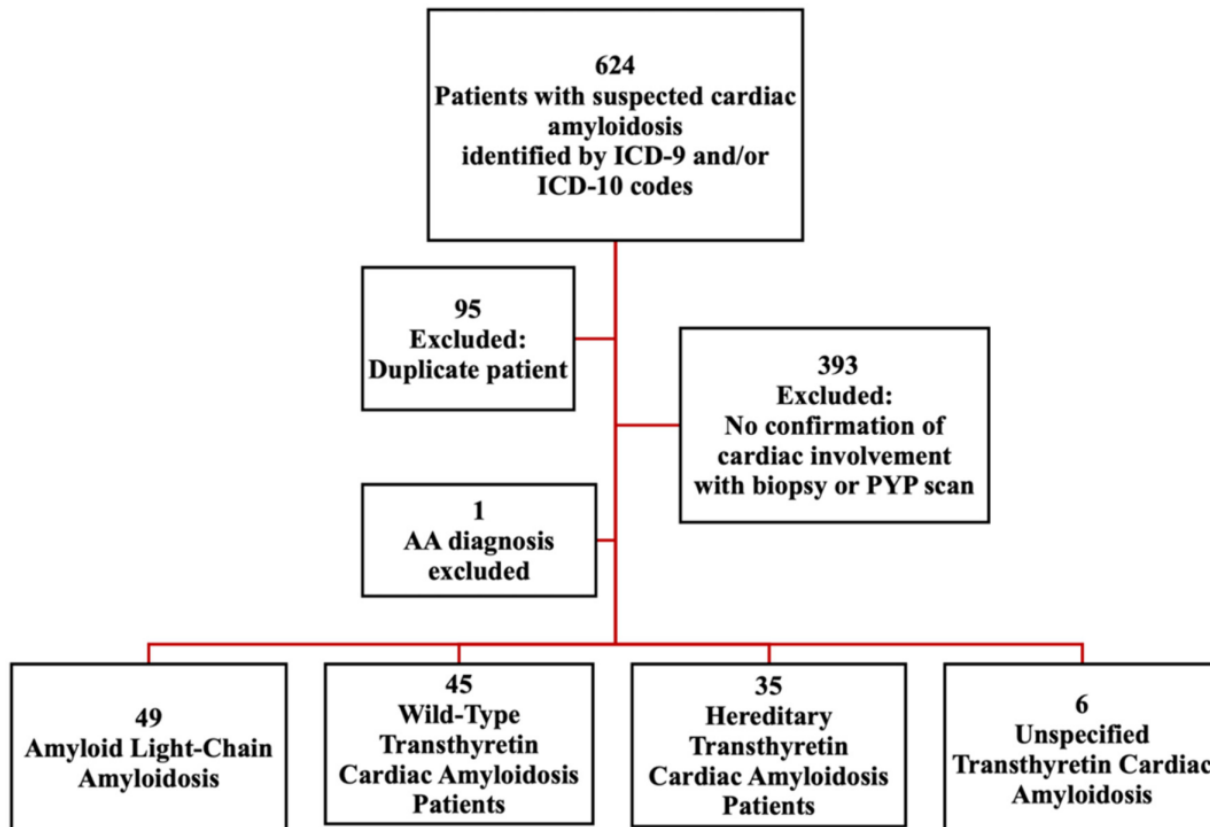 624
Patients with suspected cardiac
amyloidosis
identified by ICD-9 and/or
ICD-10 codes
95
Excluded:
Duplicate patient
393
Excluded:
No confirmation of
cardiac involvement
with biopsy or PYP scan
1
AA diagnosis
excluded
49
Amyloid Light-Chain
Amyloidosis
45
Wild-Type
Transthyretin
Cardiac Amyloidosis
Patients
35
Hereditary
Transthyretin
Cardiac Amyloidosis
Patients
6
Unspecified
Transthyretin Cardiac
Amyloidosis